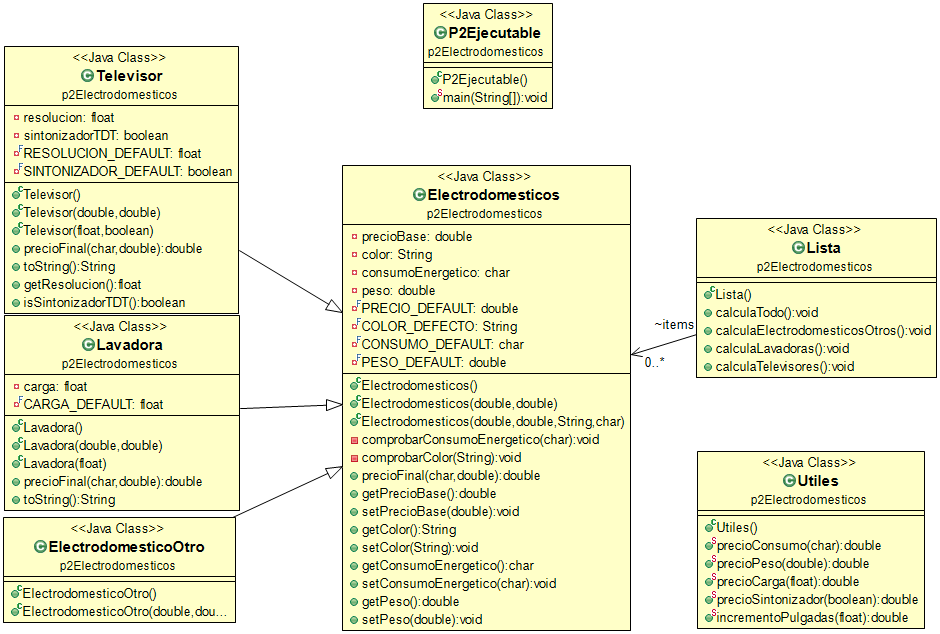 <<Java Class>>
P2Ejecutable
p2Electrodomesticos
P2Ejecutable()
main(String[]):void
<<Java Class>>
Televisor
p2Electrodomesticos
resolucion: float
sintonizadorTDT: boolean
RESOLUCION_DEFAULT: float
SINTONIZADOR_DEFAULT: boolean
Televisor()
Televisor(double,double)
Televisor(float,boolean)
precioFinal(char,double):double
toString():String
getResolucion():float
isSintonizadorTDT():boolean
<<Java Class>>
Lavadora
p2Electrodomesticos
carga: float
CARGA_DEFAULT: float
Lavadora()
Lavadora(double,double)
Lavadora(float)
precioFinal(char,double):double
toString():String
<<Java Class>>
ElectrodomesticoOtro
p2Electrodomesticos
ElectrodomesticoOtro()
ElectrodomesticoOtro(double,dou...
<<Java Class>>
Electrodomesticos
p2Electrodomesticos
precioBase: double
color: String
consumoEnergetico: char
peso: double
PRECIO_DEFAULT: double
COLOR_DEFECTO: String
CONSUMO_DEFAULT: char
PESO_DEFAULT: double
Electrodomesticos()
Electrodomesticos(double,double)
Electrodomesticos(double,double,String,char)
comprobarConsumoEnergetico(char):void
comprobarColor(String):void
precioFinal(char,double):double
getPrecioBase():double
setPrecioBase(double):void
getColor():String
setColor(String):void
getConsumoEnergetico():char
setConsumoEnergetico(char):void
getPeso():double
setPeso(double):void
~items
0..*
<<Java Class>>
Lista
p2Electrodomesticos
Lista()
calculaTodo():void
calculaElectrodomesticosOtros():void
calculaLavadoras():void
calculaTelevisores():void
<<Java Class>>
Utiles
p2Electrodomesticos
Utiles()
precioConsumo(char):double
precioPeso(double):double
precioCarga(float):double
precioSintonizador(boolean):double
incrementoPulgadas(float):double